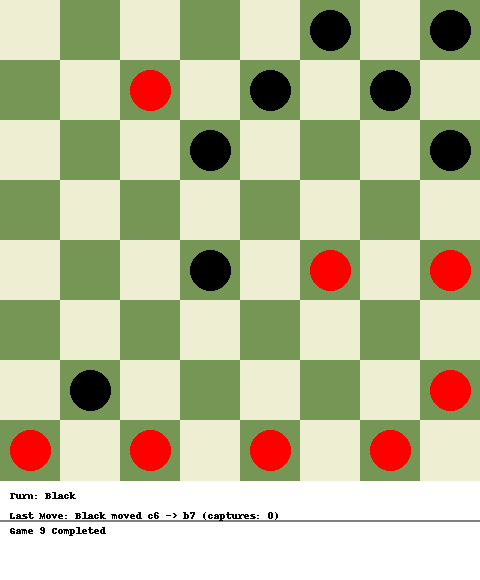 Turn: Black
Last Move: Black moved c6 -> b7 (captures: 0)
Game 9 Completed